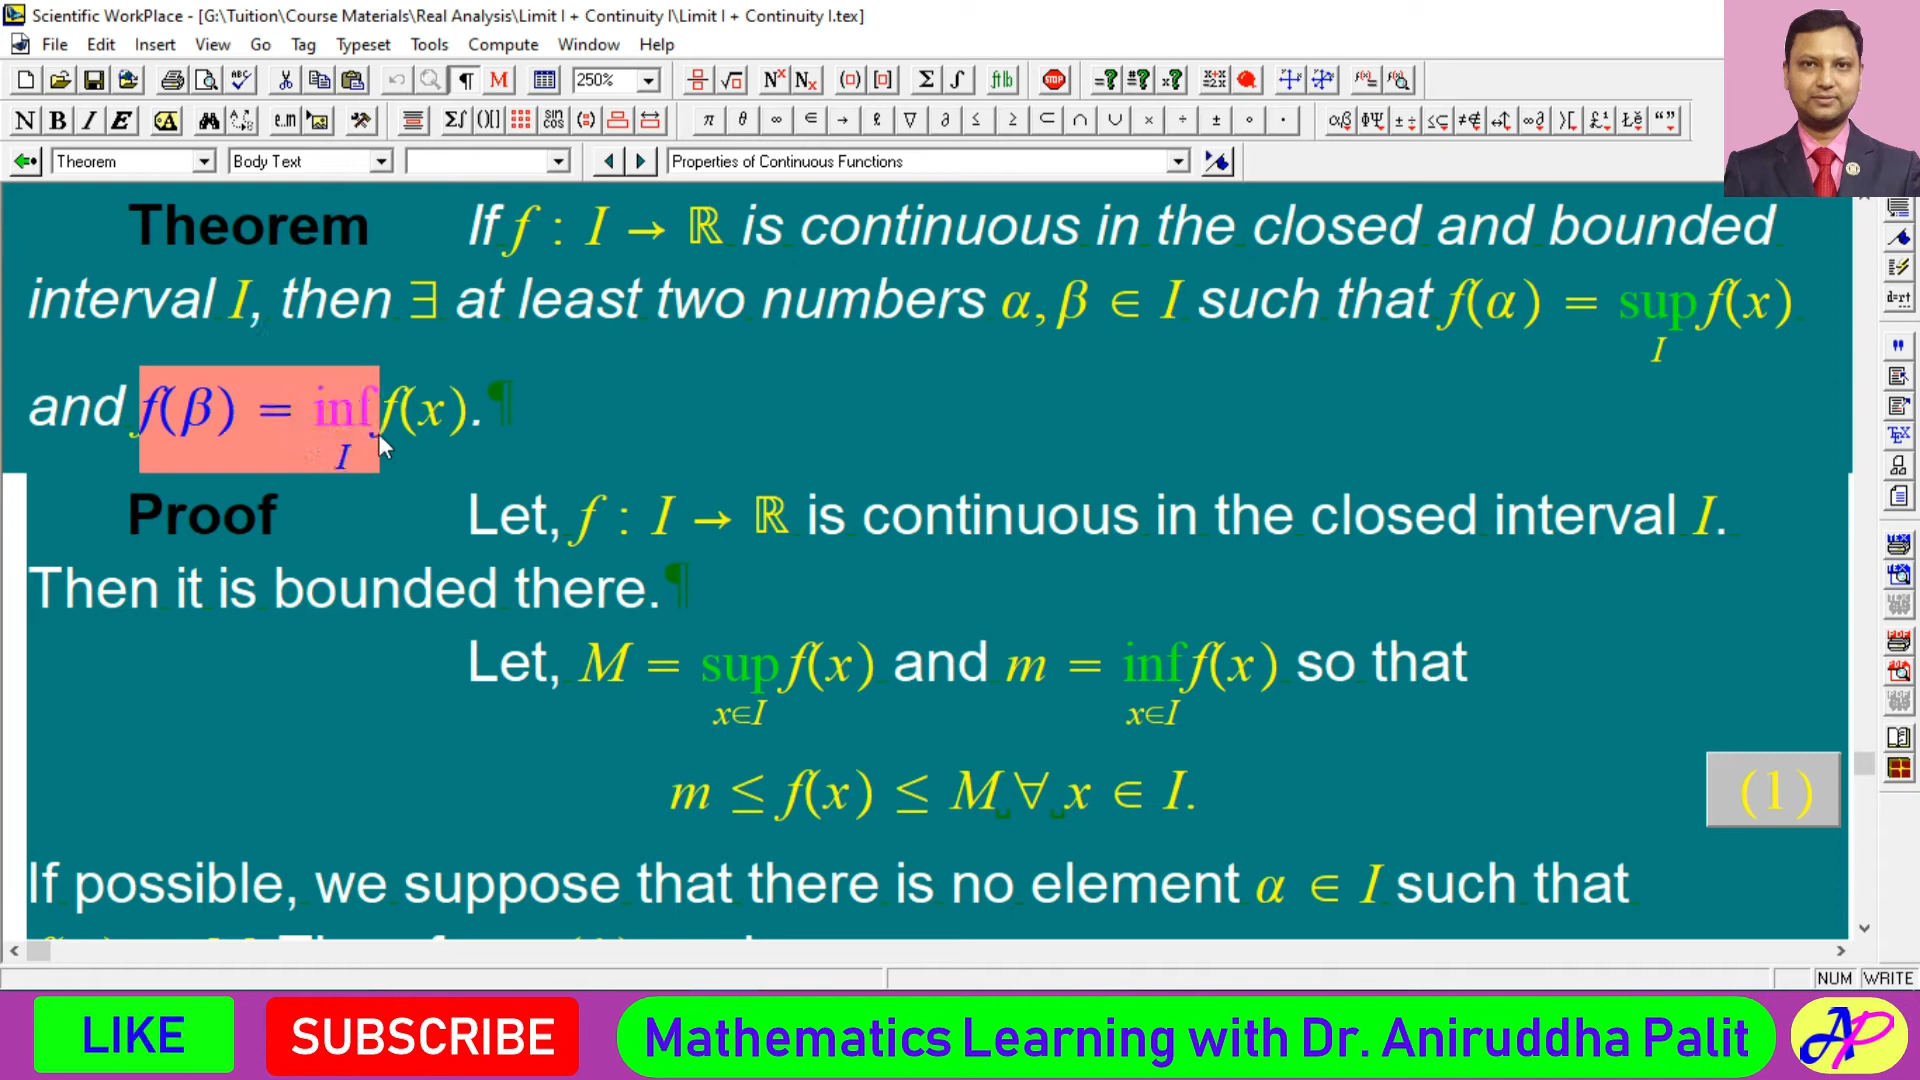 Scientific WorkPlace - [G:\Tuition\Course Materials\Real Analysis\Limit I + Continuity I\Limit I + Continuity I.tex]
File Edit Insert View Go Tag Typeset Tools Compute Window Help
250%
Theorem Body Text Properties of Continuous Functions
Theorem If f : I → ℝ is continuous in the closed and bounded
interval I, then ∃ at least two numbers α, β ∈ I such that f(α) = sup f(x)
I
and f(β) = inf f(x).¶
I
Proof Let, f : I → ℝ is continuous in the closed interval I.
Then it is bounded there.¶
Let, M = sup f(x) and m = inf f(x) so that
x∈I x∈I
m ≤ f(x) ≤ M ∀ x ∈ I. (1)
If possible, we suppose that there is no element α ∈ I such that
NUM WRITE
LIKE SUBSCRIBE Mathematics Learning with Dr. Aniruddha Palit AP